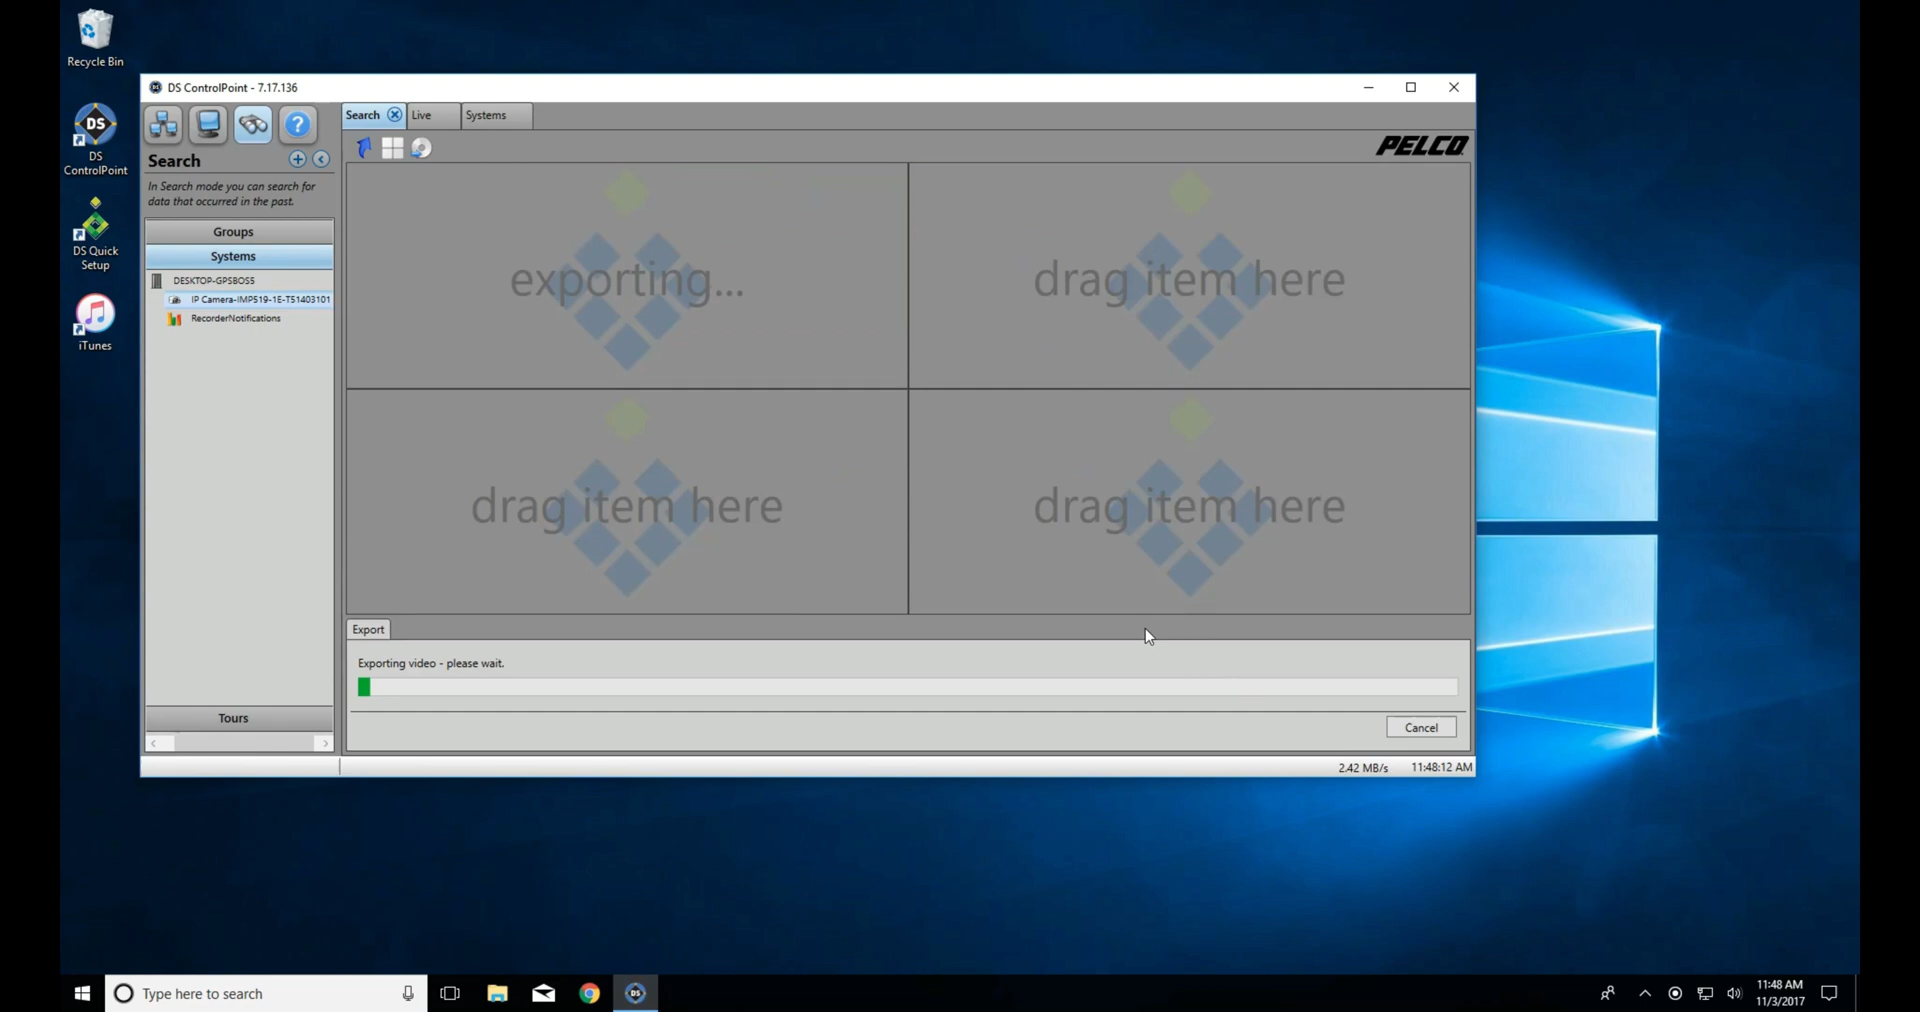 Recycle Bin
DS
ControlPoint
DS Quick
Setup
iTunes
DS ControlPoint - 7.17.136
Search
Live
Systems
PELCO
Search
In Search mode you can search for
data that occurred in the past.
Groups
Systems
DESKTOP-GPSBOS5
IP Camera-IMP519-1E-T51403101
RecorderNotifications
Tours
exporting...
drag item here
drag item here
drag item here
Export
Exporting video - please wait.
Cancel
2.42 MB/s
11:48:12 AM
Type here to search
11:48 AM
11/3/2017